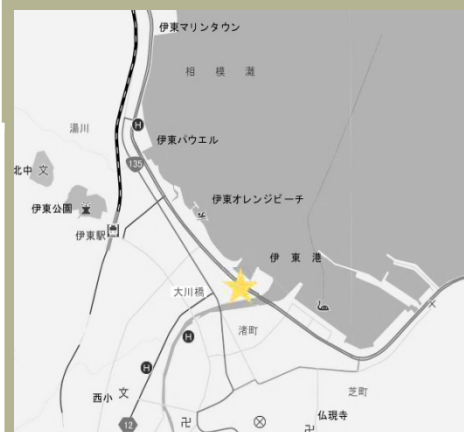 伊東マリンタウン
相模灘
湯川
H
伊東パウエル
135
北中
文
伊東オレンジビーチ
伊東公園
伊東駅
伊東港
大川橋
渚町
H
H
芝町
西小
文
仏現寺
12
卍
卍